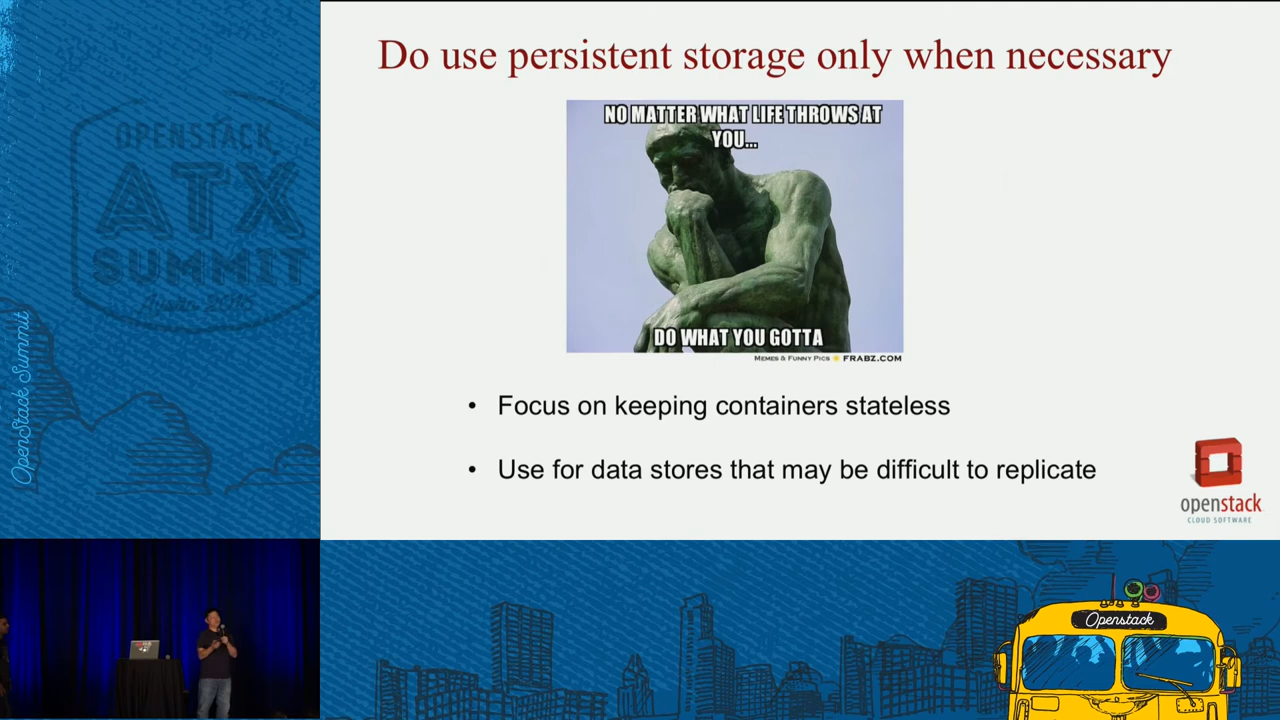 Do use persistent storage only when necessary
NO MATTER WHAT LIFE THROWS AT
YOU...
DO WHAT YOU GOTTA
MEMES & FUNNY PICS FRABZ.COM
• Focus on keeping containers stateless
• Use for data stores that may be difficult to replicate
openstack
CLOUD SOFTWARE
OPENSTACK
ATX
SUMMIT
OpenStack Summit
Openstack